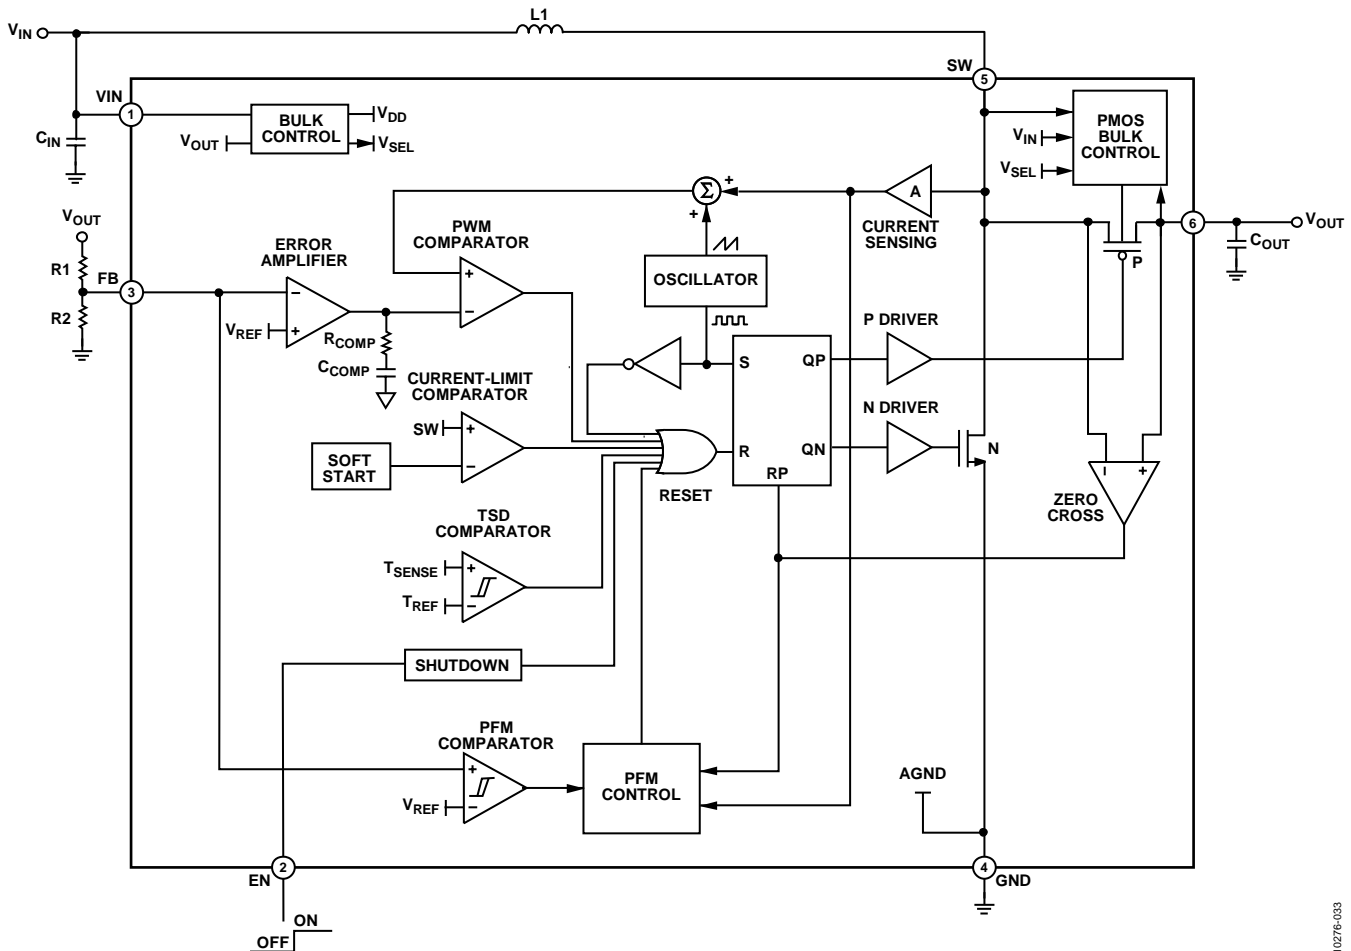 L1
VIN
SW
5
VIN
1
BULK
CONTROL
VDD
VOUT
VSEL
CIN
PMOS
BULK
CONTROL
VIN
VSEL
+
Σ
+
A
CURRENT
SENSING
6
VOUT
COUT
P
VOUT
R1
FB
3
R2
ERROR
AMPLIFIER
−
VREF
+
PWM
COMPARATOR
+
−
RCOMP
CCOMP
OSCILLATOR
P DRIVER
S
QP
CURRENT-LIMIT
COMPARATOR
SW
+
−
SOFT
START
N DRIVER
R
QN
RP
N
RESET
− +
ZERO
CROSS
TSD
COMPARATOR
TSENSE
+
TREF
−
SHUTDOWN
PFM
COMPARATOR
+
VREF
−
PFM
CONTROL
AGND
2
EN
4
GND
ON
OFF
10276-033